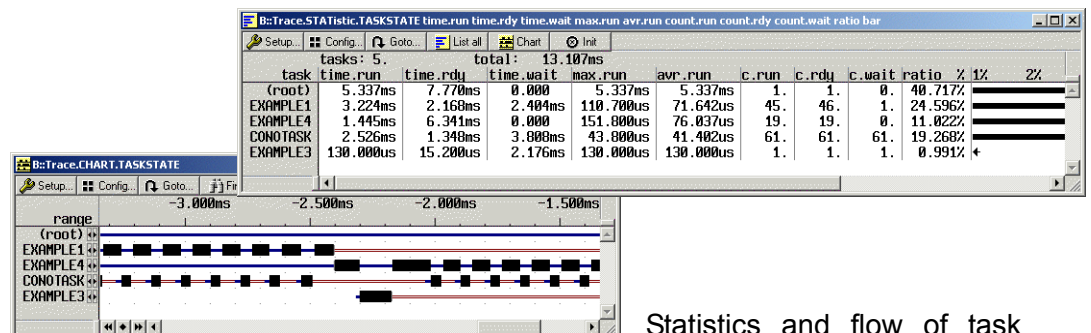 B::Trace.STATistic.TASKSTATE time.run time.rdy time.wait max.run avr.run count.run count.rdy count.wait ratio bar
Setup... Config... Goto... List all Chart Init
tasks: 5. total: 13.107ms
task time.run time.rdy time.wait max.run avr.run c.run c.rdy c.wait ratio % 1% 2%
(root) 5.337ms 7.770ms 0.000 5.337ms 5.337ms 1. 1. 0. 40.717%
EXAMPLE1 3.224ms 2.168ms 2.404ms 110.700us 71.642us 45. 46. 1. 24.596%
EXAMPLE4 1.445ms 6.341ms 0.000 151.800us 76.037us 19. 19. 0. 11.022%
CONOTASK 2.526ms 1.348ms 3.808ms 43.800us 41.402us 61. 61. 61. 19.268%
EXAMPLE3 130.000us 15.200us 2.176ms 130.000us 130.000us 1. 1. 1. 0.991%
B::Trace.CHART.TASKSTATE
Setup... Config... Goto...
-3.000ms -2.500ms -2.000ms -1.500ms
range
(root)
EXAMPLE1
EXAMPLE4
CONOTASK
EXAMPLE3
Statistics and flow of task